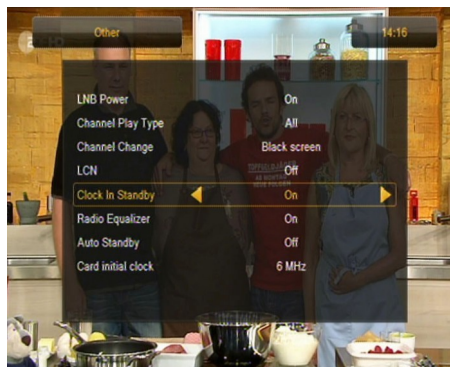 Other
14:16
LNB Power On
Channel Play Type All
Channel Change Black screen
LCN Off
Clock In Standby On
Radio Equalizer On
Auto Standby Off
Card initial clock 6 MHz